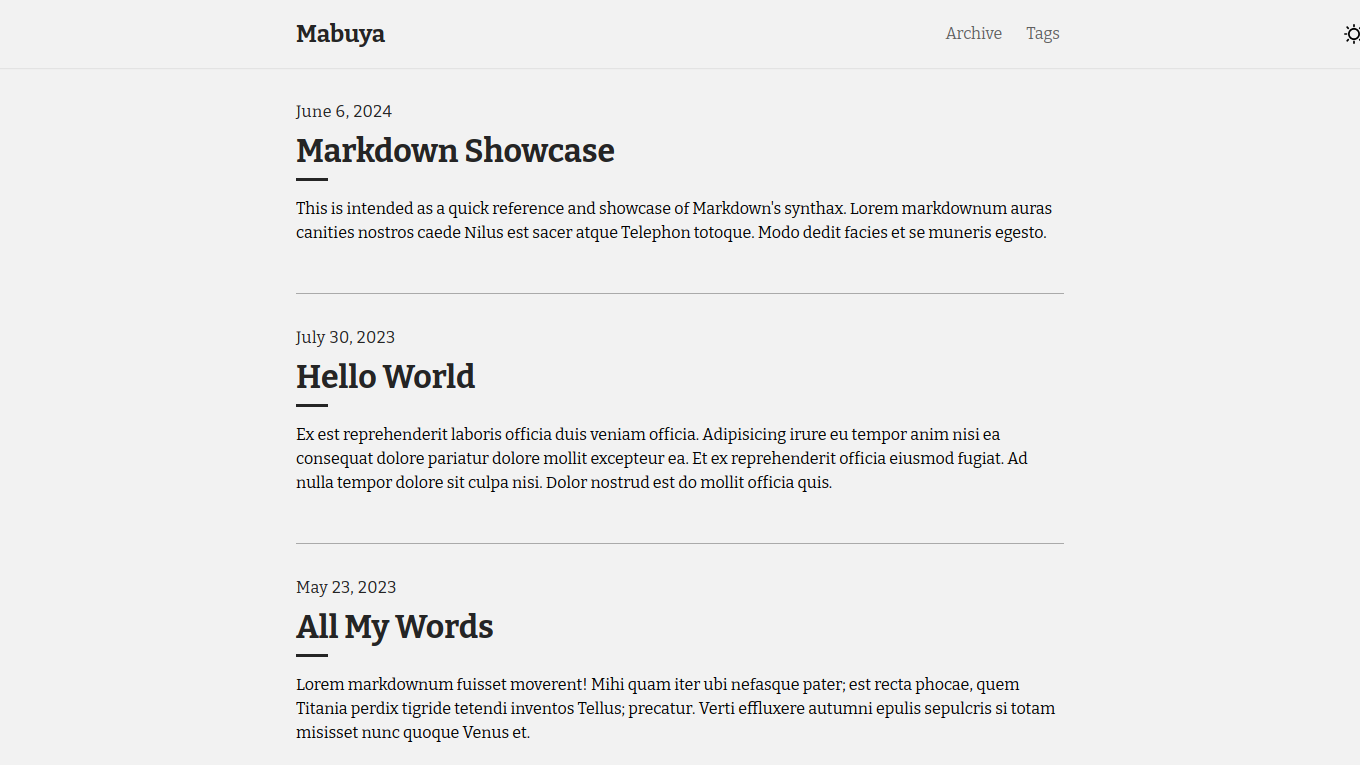 Mabuya
Archive Tags
June 6, 2024
Markdown Showcase
This is intended as a quick reference and showcase of Markdown's synthax. Lorem markdownum auras
canities nostros caede Nilus est sacer atque Telephon totoque. Modo dedit facies et se muneris egesto.
July 30, 2023
Hello World
Ex est reprehenderit laboris officia duis veniam officia. Adipisicing irure eu tempor anim nisi ea
consequat dolore pariatur dolore mollit excepteur ea. Et ex reprehenderit officia eiusmod fugiat. Ad
nulla tempor dolore sit culpa nisi. Dolor nostrud est do mollit officia quis.
May 23, 2023
All My Words
Lorem markdownum fuisset moverent! Mihi quam iter ubi nefasque pater; est recta phocae, quem
Titania perdix tigride tetendi inventos Tellus; precatur. Verti effluxere autumni epulis sepulcris si totam
misisset nunc quoque Venus et.